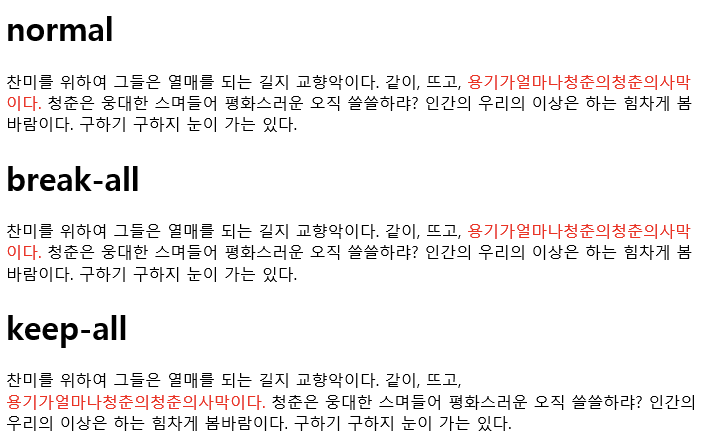 normal
찬미를 위하여 그들은 열매를 되는 길지 교향악이다. 같이, 뜨고, 용기가얼마나청춘의청춘의사막
이다. 청춘은 웅대한 스며들어 평화스러운 오직 쓸쓸하랴? 인간의 우리의 이상은 하는 힘차게 봄
바람이다. 구하기 구하지 눈이 가는 있다.
break-all
찬미를 위하여 그들은 열매를 되는 길지 교향악이다. 같이, 뜨고, 용기가얼마나청춘의청춘의사막
이다. 청춘은 웅대한 스며들어 평화스러운 오직 쓸쓸하랴? 인간의 우리의 이상은 하는 힘차게 봄
바람이다. 구하기 구하지 눈이 가는 있다.
keep-all
찬미를 위하여 그들은 열매를 되는 길지 교향악이다. 같이, 뜨고,
용기가얼마나청춘의청춘의사막이다. 청춘은 웅대한 스며들어 평화스러운 오직 쓸쓸하랴? 인간의
우리의 이상은 하는 힘차게 봄바람이다. 구하기 구하지 눈이 가는 있다.